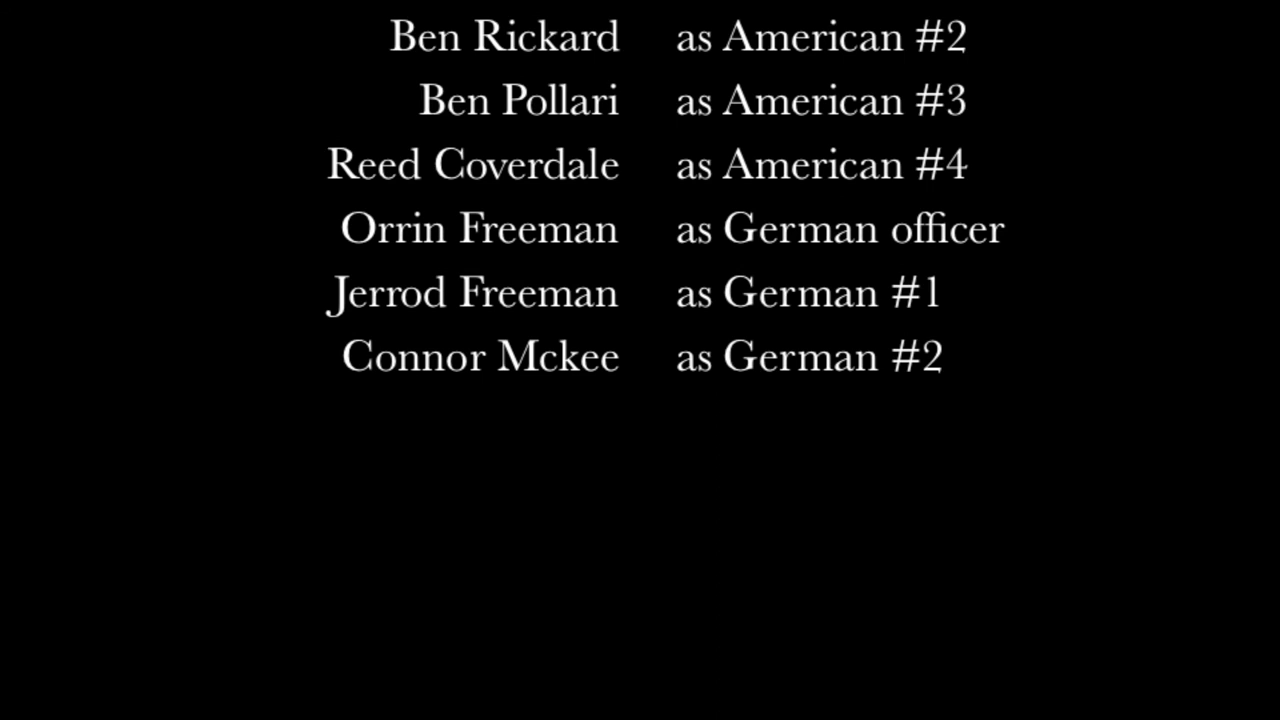 Ben Rickard as American #2
Ben Pollari as American #3
Reed Coverdale as American #4
Orrin Freeman as German officer
Jerrod Freeman as German #1
Connor Mckee as German #2